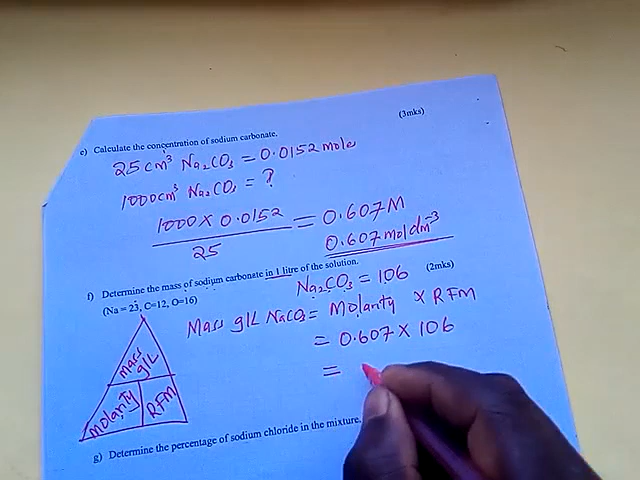 (3mks)
e) Calculate the concentration of sodium carbonate.
25cm³ Na₂CO₃ = 0.0152 mole
1000cm³ Na₂CO₃ = ?
1000 × 0.0152
25
= 0.607M
0.607 moldm⁻³
f) Determine the mass of sodium carbonate in 1 litre of the solution.
(2mks)
(Na = 23, C=12, O=16)
Na₂CO₃ = 106
Mass g/L NaCO₃ = Molarity × RFM
= 0.607 × 106
=
mass
g/L
molarity
RFM
g) Determine the percentage of sodium chloride in the mixture.